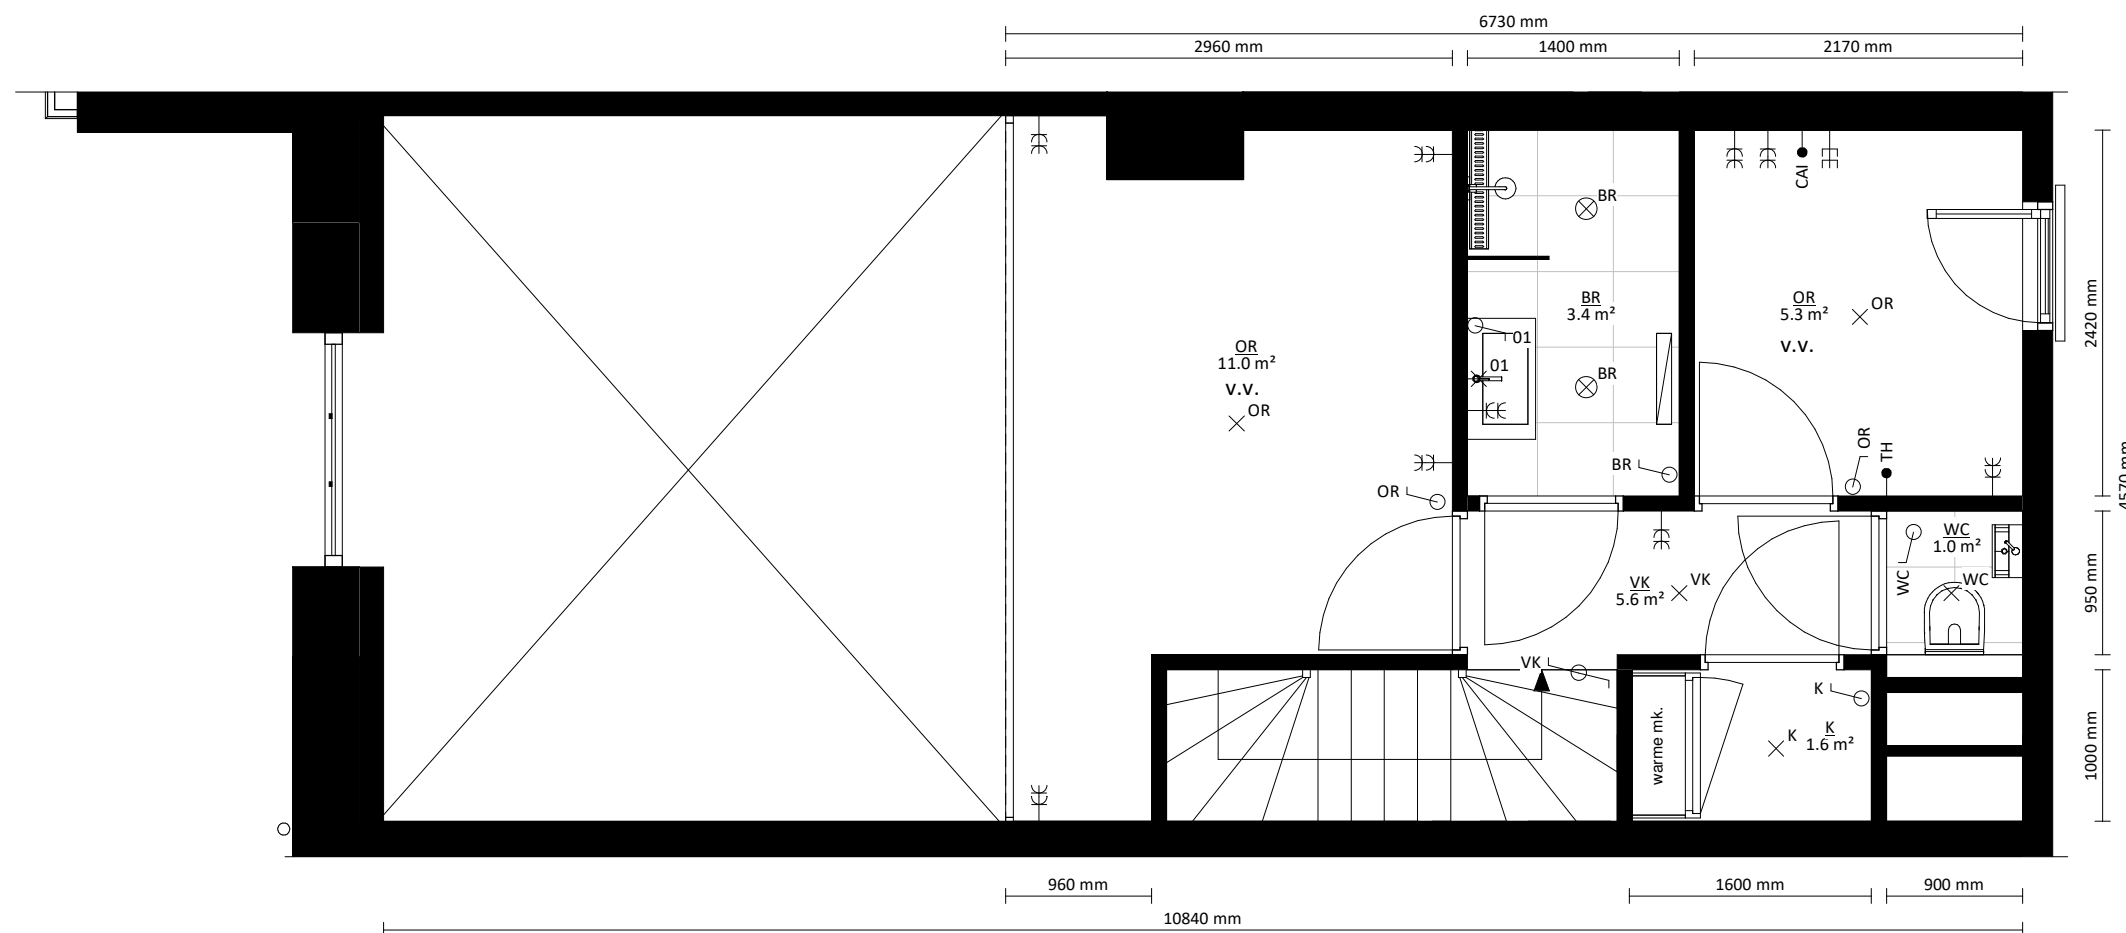 6730 mm
2960 mm
1400 mm
2170 mm
CAI
BR
BR
3.4 m²
OR
5.3 m²
OR
v.v.
2420 mm
OR
11.0 m²
v.v.
OR
01
01
BR
BR
OR
OR
TH
4570 mm
WC
1.0 m²
WC
WC
VK
5.6 m²
VK
950 mm
VK
K
K
K
1.6 m²
warme mk.
1000 mm
960 mm
1600 mm
900 mm
10840 mm